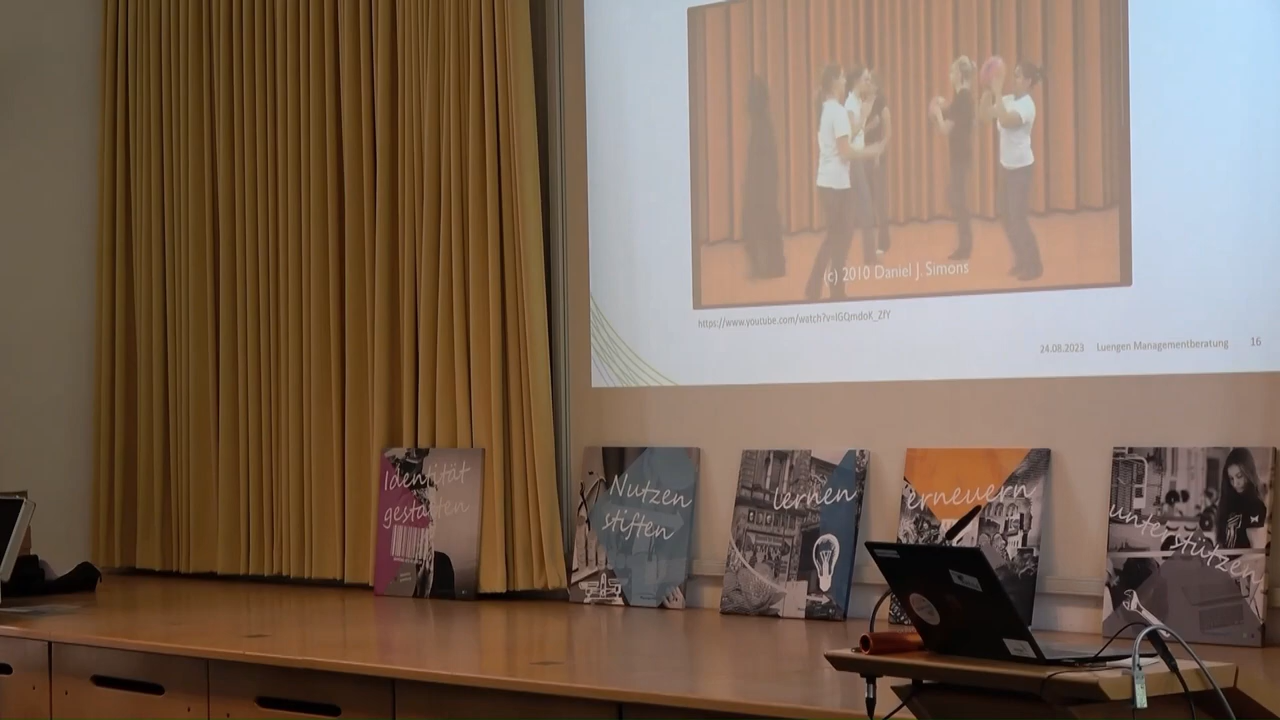 (c) 2010 Daniel J. Simons
https://www.youtube.com/watch?v=IGQmdoK_ZfY
24.08.2023 Luengen Managementberatung 16
Identität
gestalten
Nutzen
stiften
lernen
erneuern
unterstützen